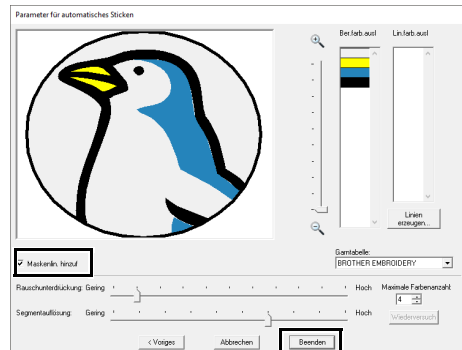 Parameter für automatisches Sticken
Ber.farb.ausl Lin.farb.ausl
Linien
erzeugen...
Maskenlin. hinzuf
Garntabelle:
BROTHER EMBROIDERY
Rauschunterdrückung: Gering Hoch Maximale Farbenanzahl:
4
Segmentauflösung: Gering Hoch Wiederversuch
< Voriges Abbrechen Beenden